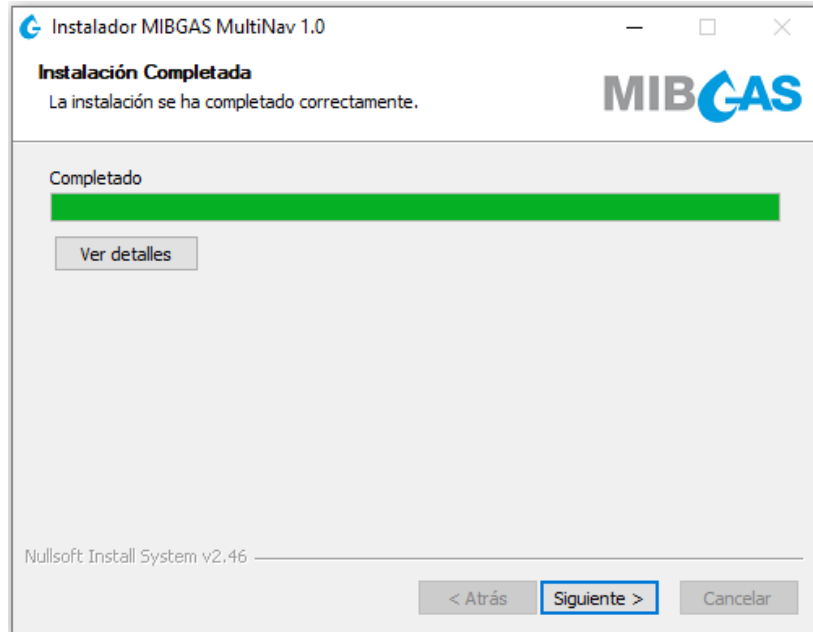 Instalador MIBGAS MultiNav 1.0
Instalación Completada
La instalación se ha completado correctamente.
MIBGAS
Completado
Ver detalles
Nullsoft Install System v2.46
< Atrás
Siguiente >
Cancelar